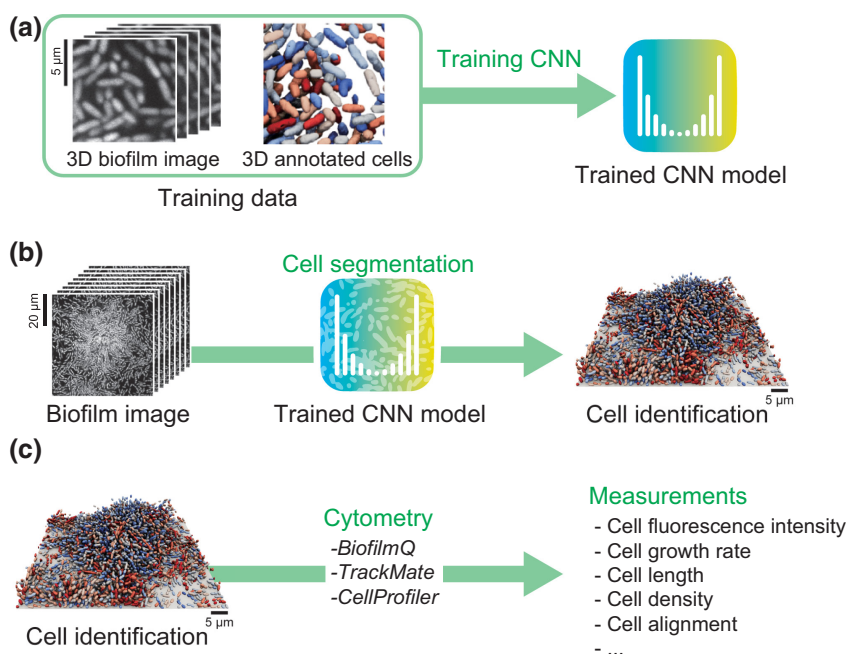 (a)
5 µm
3D biofilm image
3D annotated cells
Training data
Training CNN
Trained CNN model
(b)
20 µm
Biofilm image
Cell segmentation
Trained CNN model
5 µm
Cell identification
(c)
5 µm
Cell identification
Cytometry
-BiofilmQ
-TrackMate
-CellProfiler
Measurements
- Cell fluorescence intensity
- Cell growth rate
- Cell length
- Cell density
- Cell alignment
- ...